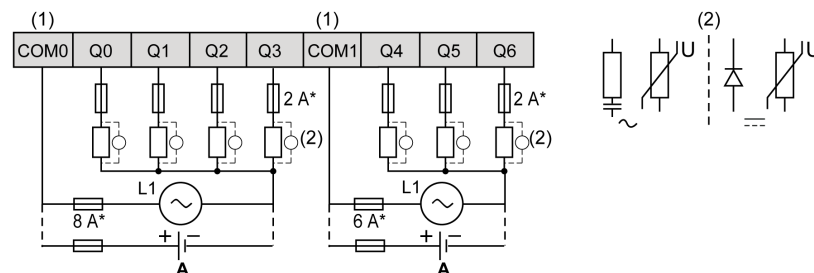 (1) (1) (2)
COM0 Q0 Q1 Q2 Q3 COM1 Q4 Q5 Q6
U U
2 A* 2 A*
(2) (2)
L1 L1
8 A* 6 A*
+ − + −
A A